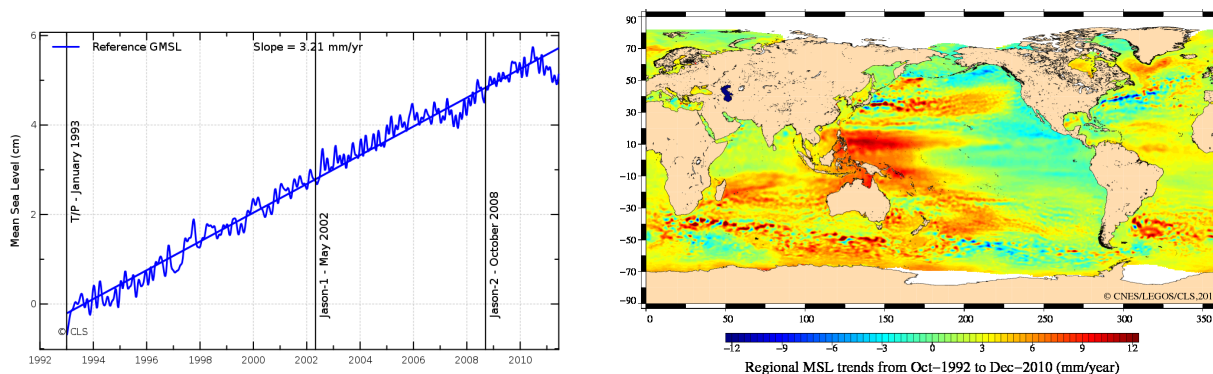 Reference GMSL
Slope = 3.21 mm/yr
Mean Sea Level (cm)
6
4
2
0
T/P - January 1993
Jason-1 - May 2002
Jason-2 - October 2008
© CLS
1992 1994 1996 1998 2000 2002 2004 2006 2008 2010
90
70
50
30
10
-10
-30
-50
-70
-90
© CNES/LEGOS/CLS,201
0 50 100 150 200 250 300 350
-12 -9 -6 -3 0 3 6 9 12
Regional MSL trends from Oct-1992 to Dec-2010 (mm/year)